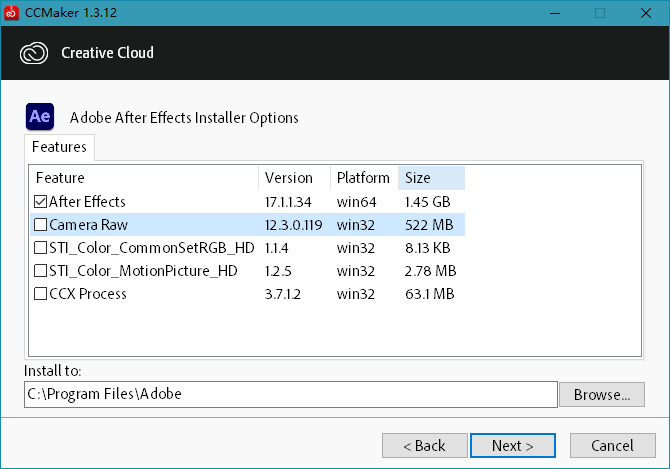 CCMaker 1.3.12
Creative Cloud
Ae Adobe After Effects Installer Options
Features
Feature Version Platform Size
After Effects 17.1.1.34 win64 1.45 GB
Camera Raw 12.3.0.119 win32 522 MB
STI_Color_CommonSetRGB_HD 1.1.4 win32 8.13 KB
STI_Color_MotionPicture_HD 1.2.5 win32 2.78 MB
CCX Process 3.7.1.2 win32 63.1 MB
Install to:
C:\Program Files\Adobe Browse...
< Back Next > Cancel